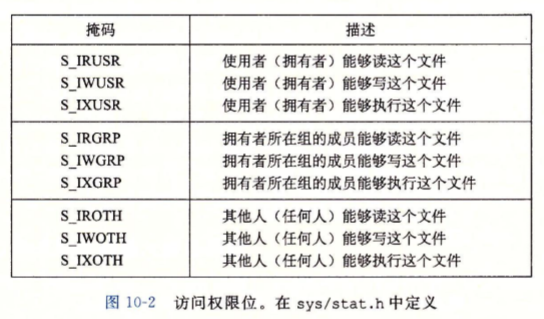 掩码 描述
S_IRUSR 使用者（拥有者）能够读这个文件
S_IWUSR 使用者（拥有者）能够写这个文件
S_IXUSR 使用者（拥有者）能够执行这个文件
S_IRGRP 拥有者所在组的成员能够读这个文件
S_IWGRP 拥有者所在组的成员能够写这个文件
S_IXGRP 拥有者所在组的成员能够执行这个文件
S_IROTH 其他人（任何人）能够读这个文件
S_IWOTH 其他人（任何人）能够写这个文件
S_IXOTH 其他人（任何人）能够执行这个文件
图 10-2 访问权限位。在 sys/stat.h 中定义